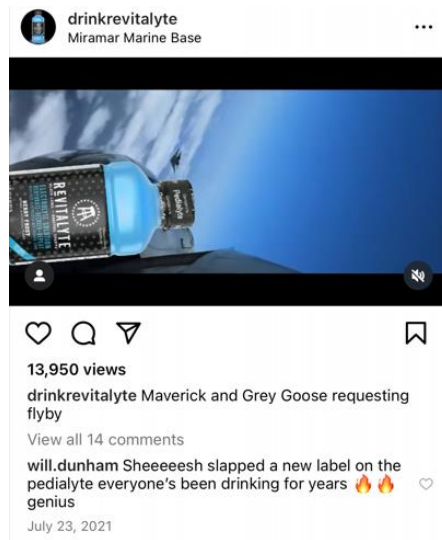 drinkrevitalyte
Miramar Marine Base
REVITALYTE
BERRY FROST
Pedialyte
13,950 views
drinkrevitalyte Maverick and Grey Goose requesting
flyby
View all 14 comments
will.dunham Sheeeeesh slapped a new label on the
pedialyte everyone’s been drinking for years 🔥🔥
genius
July 23, 2021